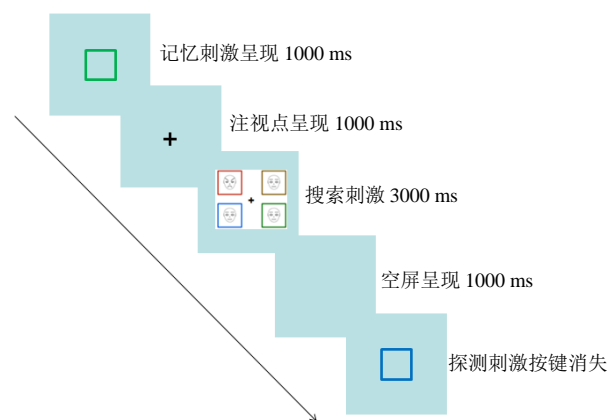 记忆刺激呈现 1000 ms
注视点呈现 1000 ms
搜索刺激 3000 ms
空屏呈现 1000 ms
探测刺激按键消失